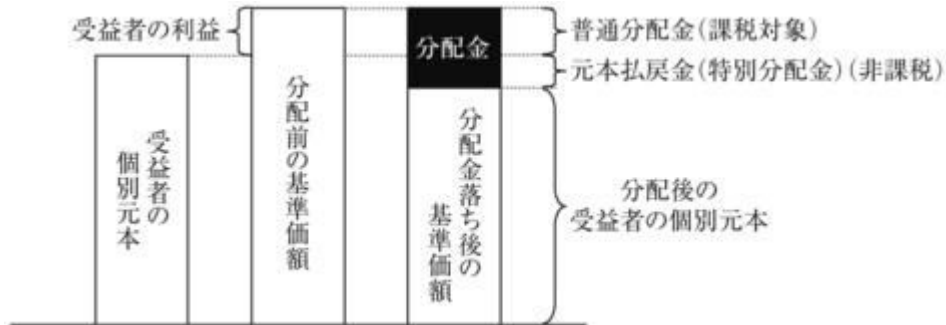 受益者の利益
分配金
普通分配金(課税対象)
元本払戻金(特別分配金)(非課税)
受益者の
個別元本
分配前の基準価額
分配金落ち後の
基準価額
分配後の
受益者の個別元本